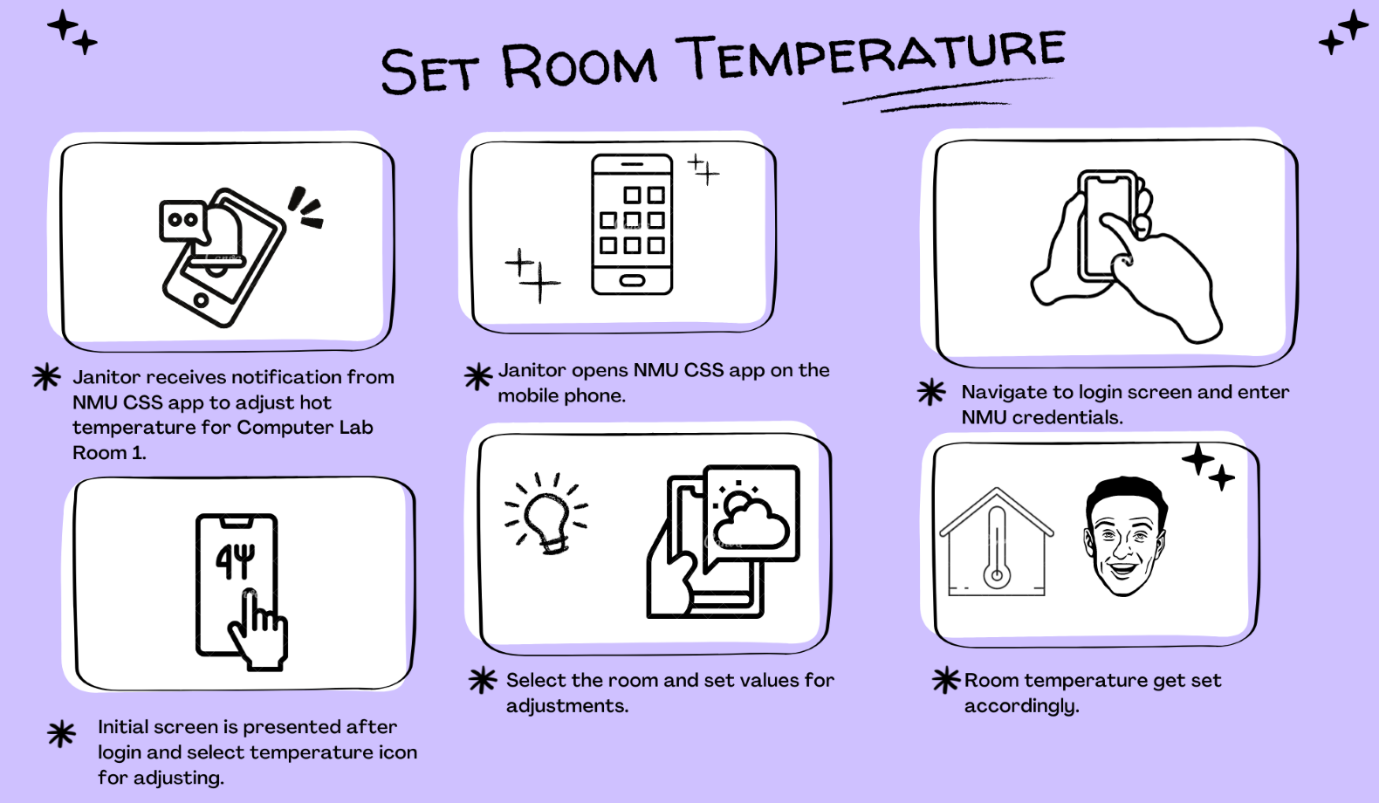 SET ROOM TEMPERATURE
Janitor receives notification from
NMU CSS app to adjust hot
temperature for Computer Lab
Room 1.
Janitor opens NMU CSS app on the
mobile phone.
Navigate to login screen and enter
NMU credentials.
Initial screen is presented after
login and select temperature icon
for adjusting.
Select the room and set values for
adjustments.
Room temperature get set
accordingly.